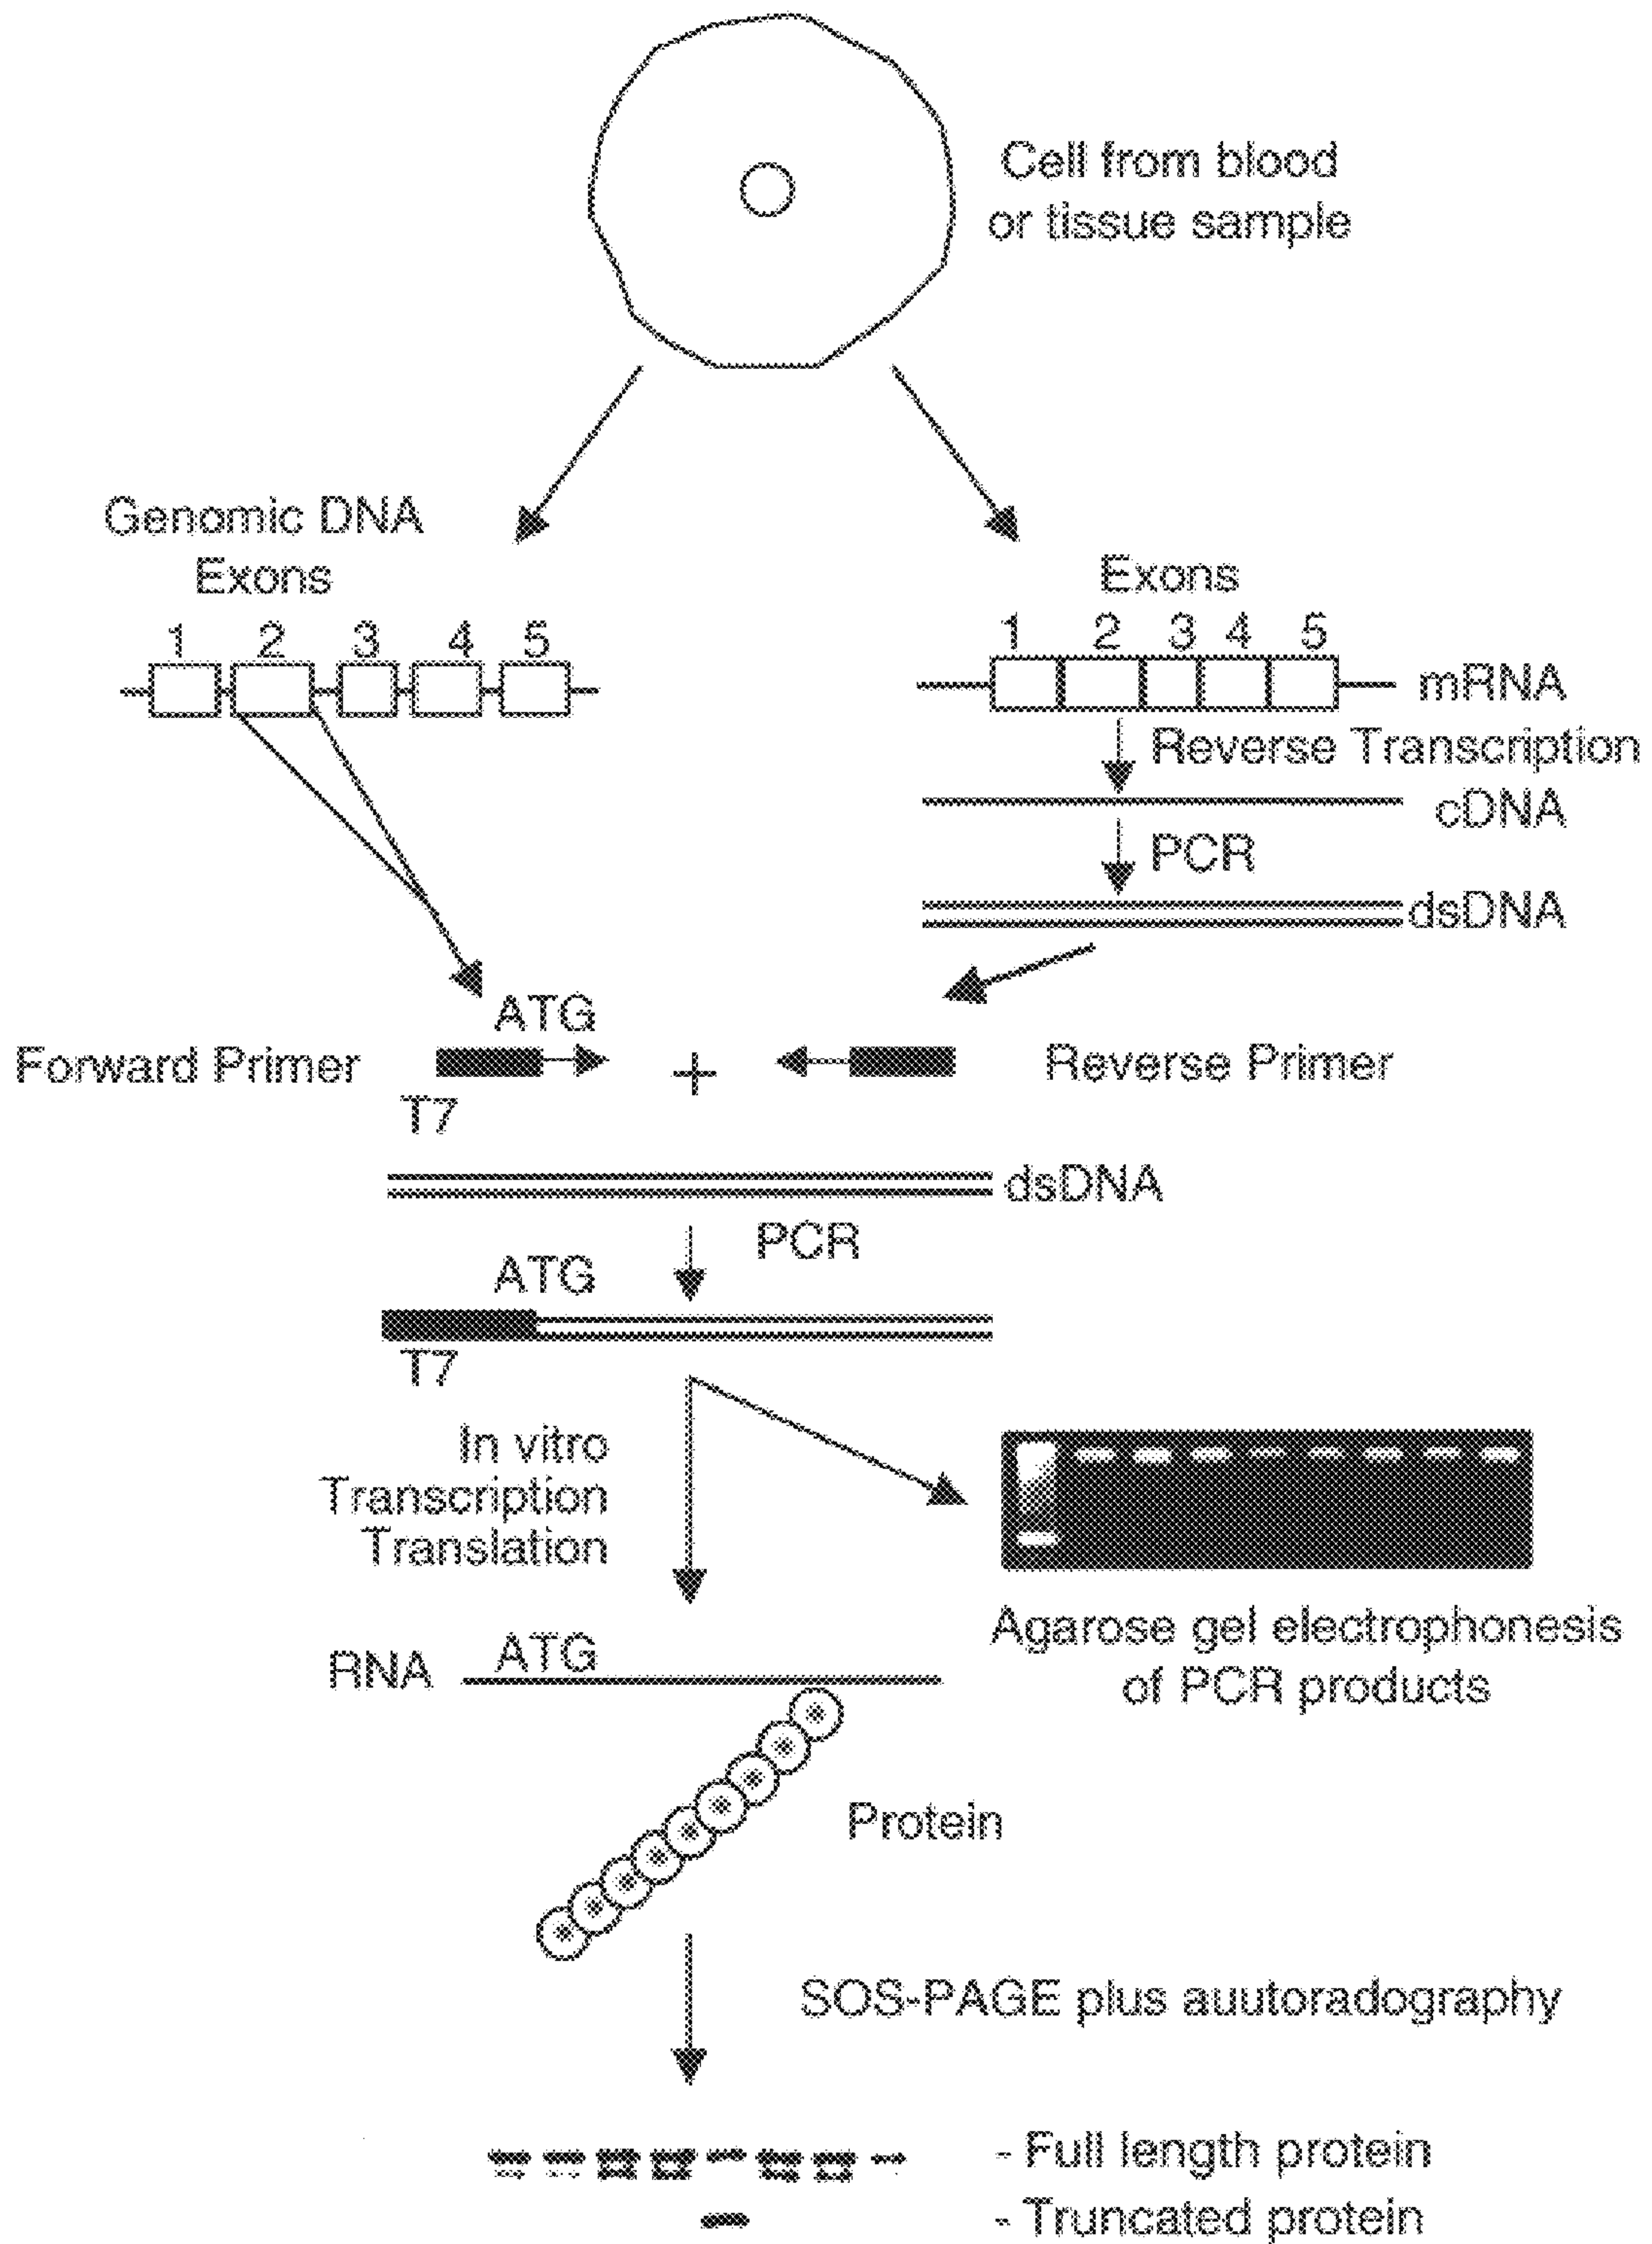 Cell from blood
or tissue sample
Genomic DNA
Exons
1 2 3 4 5
Exons
1 2 3 4 5
mRNA
Reverse Transcription
cDNA
PCR
dsDNA
ATG
Forward Primer
+
Reverse Primer
T7
dsDNA
PCR
ATG
T7
In vitro
Transcription
Translation
Agarose gel electrophonesis
of PCR products
RNA
ATG
Protein
SOS-PAGE plus auutoradography
- Full length protein
- Truncated protein